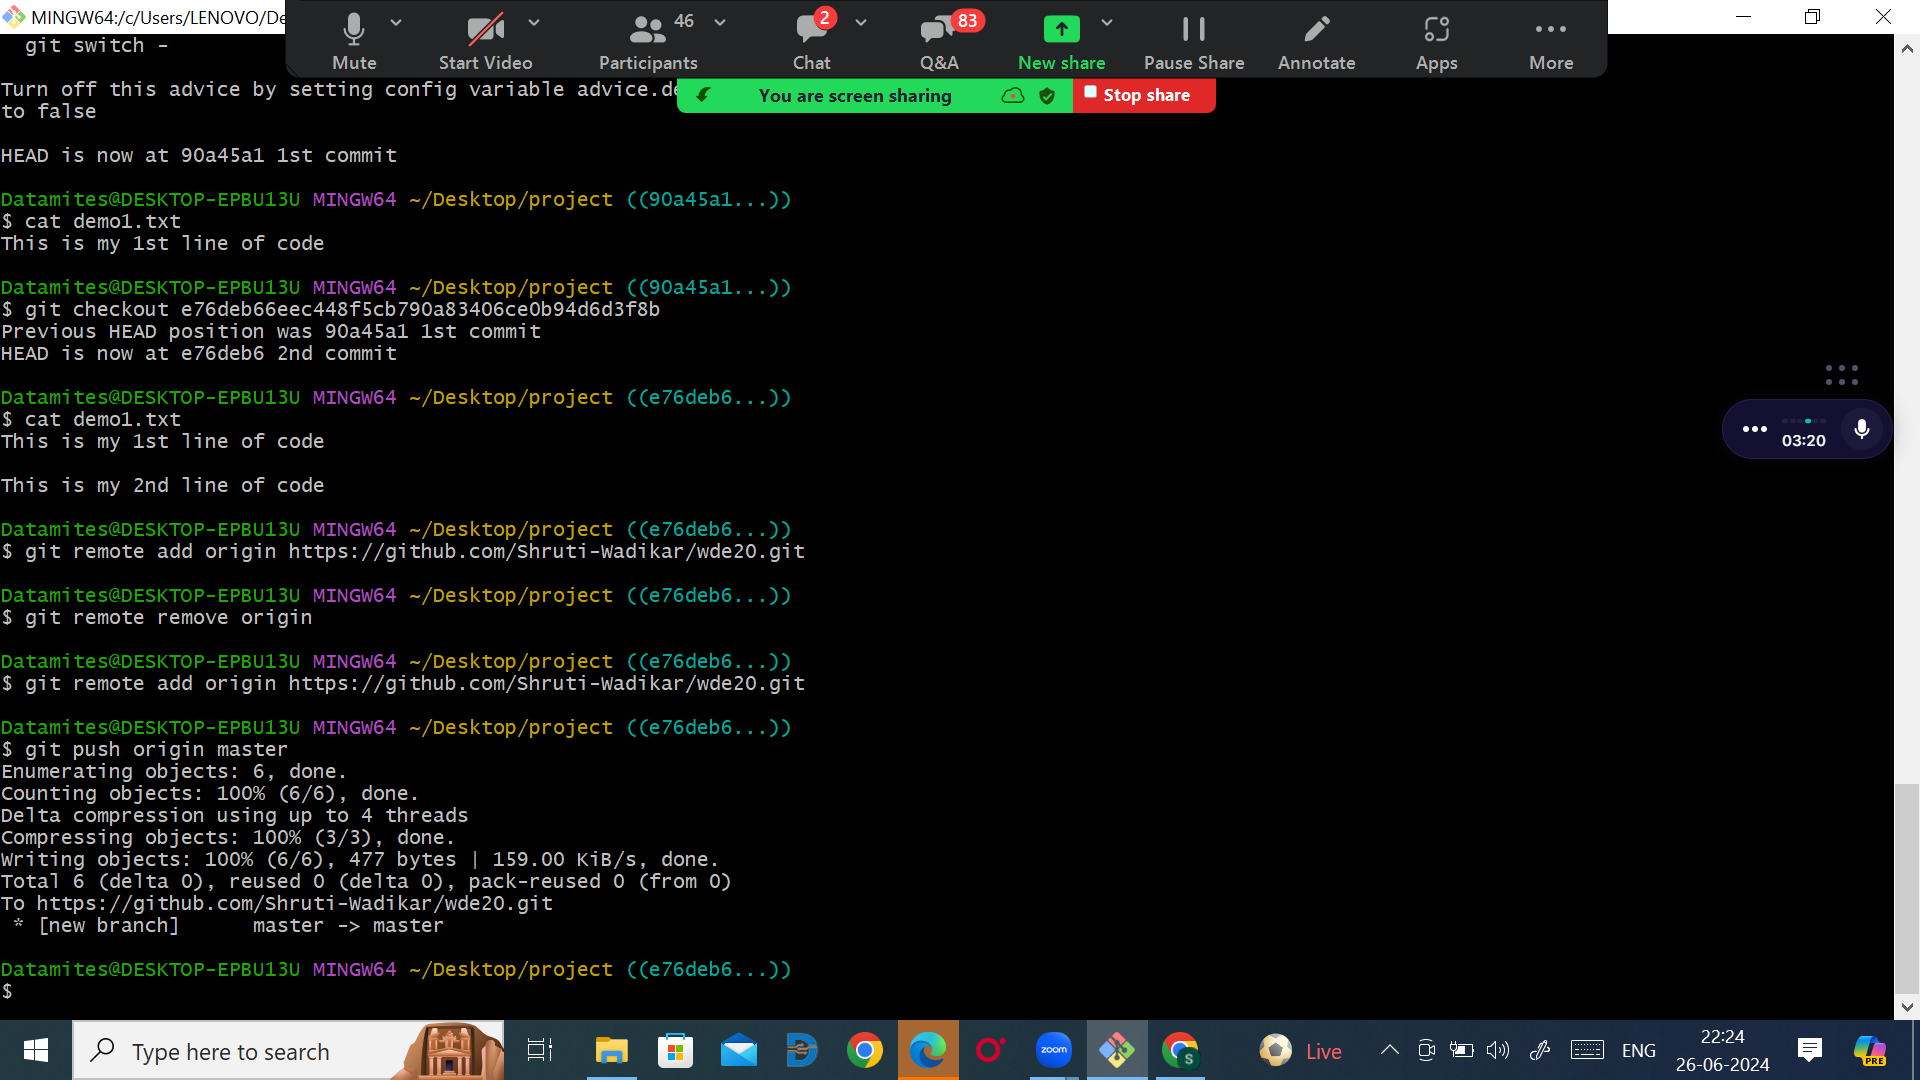 MINGW64:/c/Users/LENOVO/De
Mute
Start Video
46
Participants
2
Chat
83
Q&A
New share
Pause Share
Annotate
Apps
More
You are screen sharing
Stop share
git switch -
Turn off this advice by setting config variable advice.de
to false
HEAD is now at 90a45a1 1st commit
Datamites@DESKTOP-EPBU13U MINGW64 ~/Desktop/project ((90a45a1...))
$ cat demo1.txt
This is my 1st line of code
Datamites@DESKTOP-EPBU13U MINGW64 ~/Desktop/project ((90a45a1...))
$ git checkout e76deb66eec448f5cb790a83406ce0b94d6d3f8b
Previous HEAD position was 90a45a1 1st commit
HEAD is now at e76deb6 2nd commit
Datamites@DESKTOP-EPBU13U MINGW64 ~/Desktop/project ((e76deb6...))
$ cat demo1.txt
This is my 1st line of code
03:20
This is my 2nd line of code
Datamites@DESKTOP-EPBU13U MINGW64 ~/Desktop/project ((e76deb6...))
$ git remote add origin https://github.com/Shruti-Wadikar/wde20.git
Datamites@DESKTOP-EPBU13U MINGW64 ~/Desktop/project ((e76deb6...))
$ git remote remove origin
Datamites@DESKTOP-EPBU13U MINGW64 ~/Desktop/project ((e76deb6...))
$ git remote add origin https://github.com/Shruti-Wadikar/wde20.git
Datamites@DESKTOP-EPBU13U MINGW64 ~/Desktop/project ((e76deb6...))
$ git push origin master
Enumerating objects: 6, done.
Counting objects: 100% (6/6), done.
Delta compression using up to 4 threads
Compressing objects: 100% (3/3), done.
Writing objects: 100% (6/6), 477 bytes | 159.00 KiB/s, done.
Total 6 (delta 0), reused 0 (delta 0), pack-reused 0 (from 0)
To https://github.com/Shruti-Wadikar/wde20.git
* [new branch]      master -> master
Datamites@DESKTOP-EPBU13U MINGW64 ~/Desktop/project ((e76deb6...))
$
Type here to search
zoom
S
Live
ENG
22:24
26-06-2024
PRE